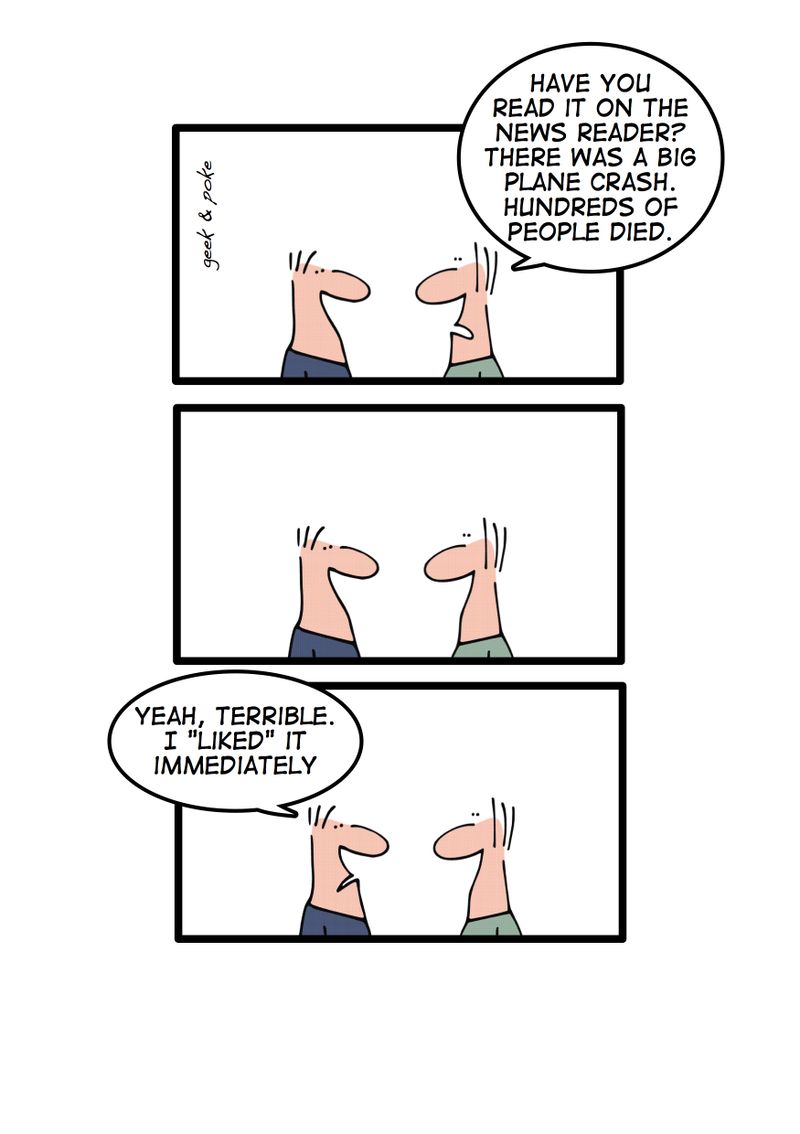 geek & poke
HAVE YOU
READ IT ON THE
NEWS READER?
THERE WAS A BIG
PLANE CRASH.
HUNDREDS OF
PEOPLE DIED.
YEAH, TERRIBLE.
I "LIKED" IT
IMMEDIATELY